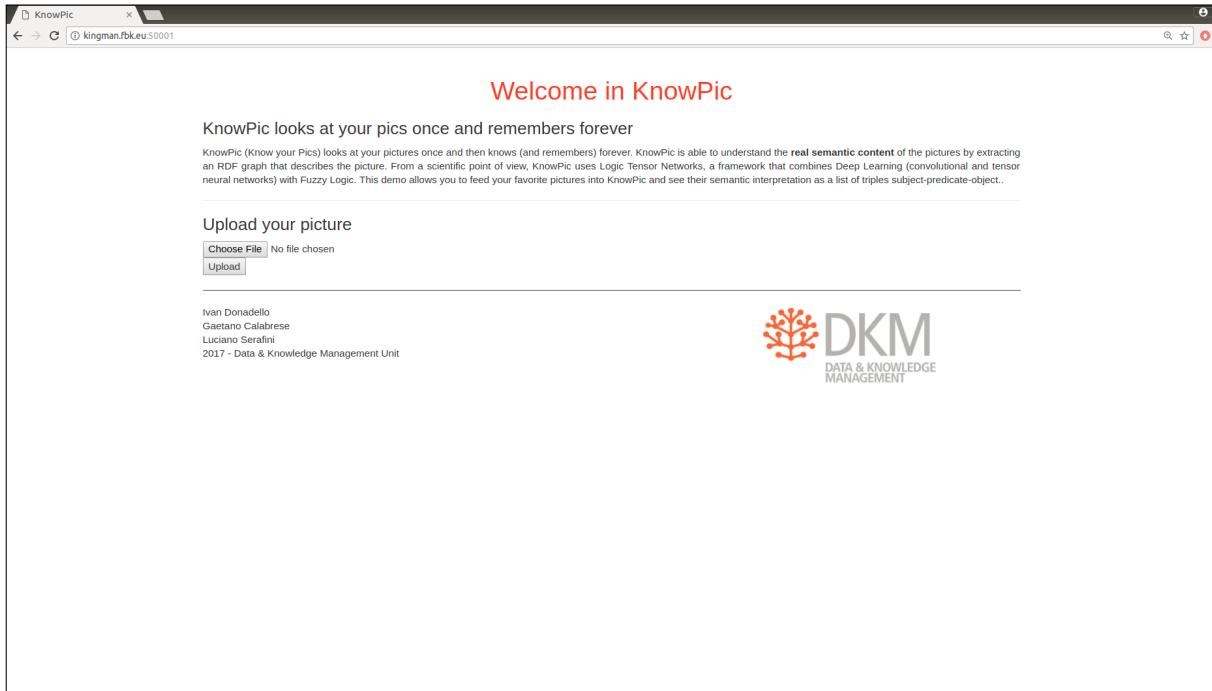 KnowPic
kingman.fbk.eu:50001
Welcome in KnowPic
KnowPic looks at your pics once and remembers forever
KnowPic (Know your Pics) looks at your pictures once and then knows (and remembers) forever. KnowPic is able to understand the real semantic content of the pictures by extracting
an RDF graph that describes the picture. From a scientific point of view, KnowPic uses Logic Tensor Networks, a framework that combines Deep Learning (convolutional and tensor
neural networks) with Fuzzy Logic. This demo allows you to feed your favorite pictures into KnowPic and see their semantic interpretation as a list of triples subject-predicate-object..
Upload your picture
Choose File No file chosen
Upload
Ivan Donadello
Gaetano Calabrese
Luciano Serafini
2017 - Data & Knowledge Management Unit
DKM
DATA & KNOWLEDGE
MANAGEMENT